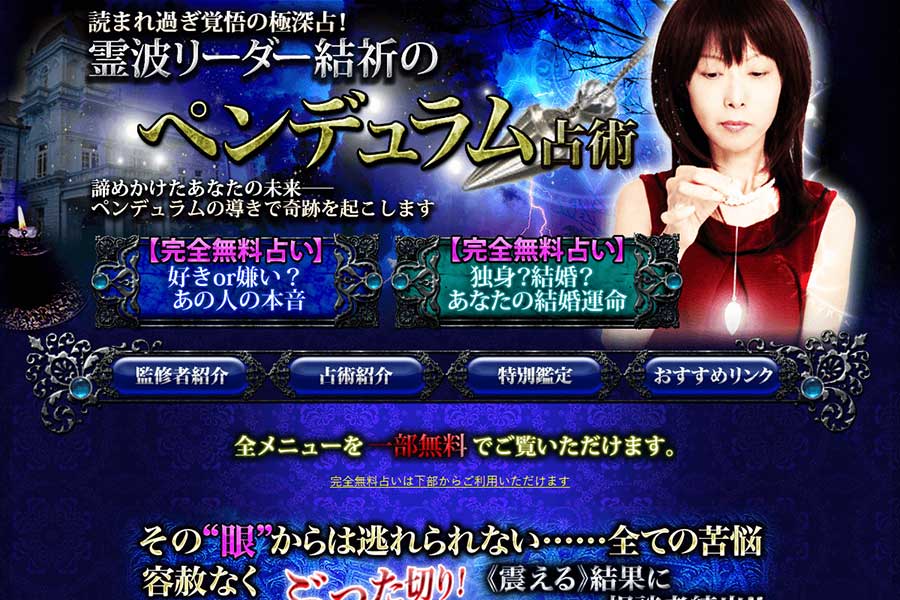 読まれ過ぎ覚悟の極深占！
霊波リーダー結祈の
ペンデュラム占術
諦めかけたあなたの未来――
ペンデュラムの導きで奇跡を起こします
【完全無料占い】
好きor嫌い？
あの人の本音
【完全無料占い】
独身？結婚？
あなたの結婚運命
監修者紹介
占術紹介
特別鑑定
おすすめリンク
全メニューを一部無料でご覧いただけます。
完全無料占いは下部からご利用いただけます
その“眼”からは逃れられない……全ての苦悩
容赦なくぶった切り！《震える》結果に